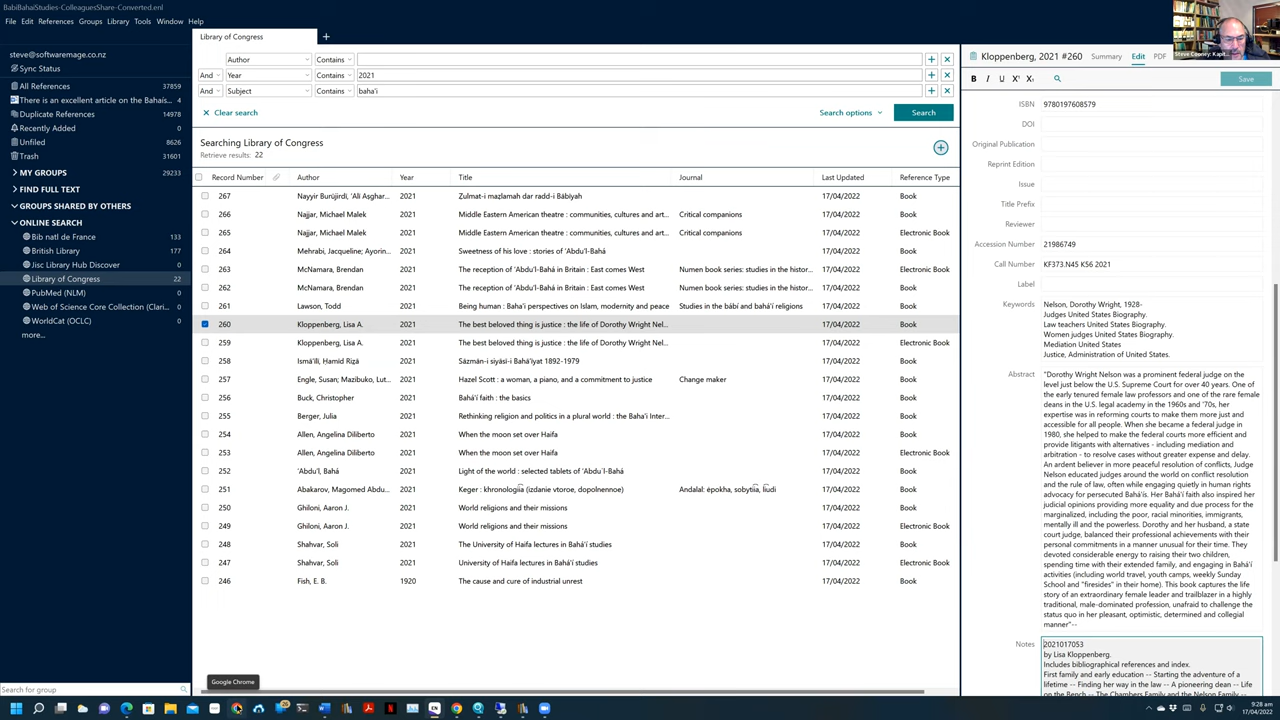 BabiBahaiStudies-ColleaguesShare-Converted.enl
File Edit References Groups Library Tools Window Help
steve@softwaremage.co.nz
Sync Status
All References 37859
There is an excellent article on the Bahaís... 4
Duplicate References 14978
Recently Added 0
Unfiled 8626
Trash 31601
MY GROUPS 29233
FIND FULL TEXT
GROUPS SHARED BY OTHERS
ONLINE SEARCH
Bib natl de France 133
British Library 177
Jisc Library Hub Discover 0
Library of Congress 22
PubMed (NLM) 0
Web of Science Core Collection (Clari... 0
WorldCat (OCLC) 0
more...
Search for group
Library of Congress
Author Contains
And Year Contains 2021
And Subject Contains baha'i
Clear search Search options Search
Searching Library of Congress
Retrieve results: 22
Record Number Author Year Title Journal Last Updated Reference Type
267 Nayyir Burūjirdī, ʻAlī Asghar... 2021 Ẓulmat-i maẓlamah dar radd-i Bābīyah 17/04/2022 Book
266 Najjar, Michael Malek 2021 Middle Eastern American theatre : communities, cultures and art... Critical companions 17/04/2022 Book
265 Najjar, Michael Malek 2021 Middle Eastern American theatre : communities, cultures and art... Critical companions 17/04/2022 Electronic Book
264 Mehrabi, Jacqueline; Ayorin... 2021 Sweetness of his love : stories of 'Abdu'l-Bahá 17/04/2022 Book
263 McNamara, Brendan 2021 The reception of 'Abdu'l-Bahá in Britain : East comes West Numen book series: studies in the histor... 17/04/2022 Electronic Book
262 McNamara, Brendan 2021 The reception of 'Abdu'l-Bahá in Britain : East comes West Numen book series: studies in the histor... 17/04/2022 Book
261 Lawson, Todd 2021 Being human : Baha'i perspectives on Islam, modernity and peace Studies in the bábí and bahá'í religions 17/04/2022 Book
260 Kloppenberg, Lisa A. 2021 The best beloved thing is justice : the life of Dorothy Wright Nel... 17/04/2022 Book
259 Kloppenberg, Lisa A. 2021 The best beloved thing is justice : the life of Dorothy Wright Nel... 17/04/2022 Electronic Book
258 Ismāʻīlī, Ḥamīd Riz̤ā 2021 Sāzmān-i siyāsī-i Bahāʼīyat 1892-1979 17/04/2022 Book
257 Engle, Susan; Mazibuko, Lut... 2021 Hazel Scott : a woman, a piano, and a commitment to justice Change maker 17/04/2022 Book
256 Buck, Christopher 2021 Bahá'í faith : the basics 17/04/2022 Book
255 Berger, Julia 2021 Rethinking religion and politics in a plural world : the Baha'i Inter... 17/04/2022 Book
254 Allen, Angelina Diliberto 2021 When the moon set over Haifa 17/04/2022 Book
253 Allen, Angelina Diliberto 2021 When the moon set over Haifa 17/04/2022 Electronic Book
252 'Abdu'l, Bahá 2021 Light of the world : selected tablets of 'Abdu'l-Bahá 17/04/2022 Book
251 Abakarov, Magomed Abdu... 2021 Keger : khronologii͡a (izdanie vtoroe, dopolnennoe) Andalal: ėpokha, sobytii͡a, li͡udi 17/04/2022 Book
250 Ghiloni, Aaron J. 2021 World religions and their missions 17/04/2022 Book
249 Ghiloni, Aaron J. 2021 World religions and their missions 17/04/2022 Electronic Book
248 Shahvar, Soli 2021 The University of Haifa lectures in Bahá'í studies 17/04/2022 Book
247 Shahvar, Soli 2021 University of Haifa lectures in Bahá'í studies 17/04/2022 Electronic Book
246 Fish, E. B. 1920 The cause and cure of industrial unrest 17/04/2022 Book
Google Chrome
Kloppenberg, 2021 #260 Summary Edit PDF
B I U X¹ X₁ Save
ISBN 9780197608579
DOI
Original Publication
Reprint Edition
Issue
Title Prefix
Reviewer
Accession Number 21986749
Call Number KF373.N45 K56 2021
Label
Keywords Nelson, Dorothy Wright, 1928-
Judges United States Biography.
Law teachers United States Biography.
Women judges United States Biography.
Mediation United States
Justice, Administration of United States.
Abstract "Dorothy Wright Nelson was a prominent federal judge on the
level just below the U.S. Supreme Court for over 40 years. One of
the early tenured female law professors and one of the rare female
deans in the U.S. legal academy in the 1960s and '70s, her
expertise was in reforming courts to make them more just and
accessible for all people. When she became a federal judge in
1980, she helped to make the federal courts more efficient and
provide litigants with alternatives - including mediation and
arbitration - to resolve cases without greater expense and delay.
An ardent believer in more peaceful resolution of conflicts, Judge
Nelson educated judges around the world on conflict resolution
and the rule of law, often while engaging quietly in human rights
advocacy for persecuted Bahá'ís. Her Bahá'í faith also inspired her
judicial opinions providing more equality and due process for the
marginalized, including the poor, racial minorities, immigrants,
mentally ill and the powerless. Dorothy and her husband, a state
court judge, balanced their professional achievements with their
personal commitments in a manner unusual for their time. They
devoted considerable energy to raising their two children,
spending time with their extended family, and engaging in Bahá'í
activities (including world travel, youth camps, weekly Sunday
School and "firesides" in their home). This book captures the life
story of an extraordinary female leader and trailblazer in a highly
traditional, male-dominated profession, unafraid to challenge the
status quo in her pleasant, optimistic, determined and collegial
manner"--
Notes 2021017053
by Lisa Kloppenberg.
Includes bibliographical references and index.
First family and early education -- Starting the adventure of a
lifetime -- Finding her way in the law -- A pioneering dean -- Life
on the Bench -- The Chambers Family and the Nelson Family --
9:28 am
17/04/2022